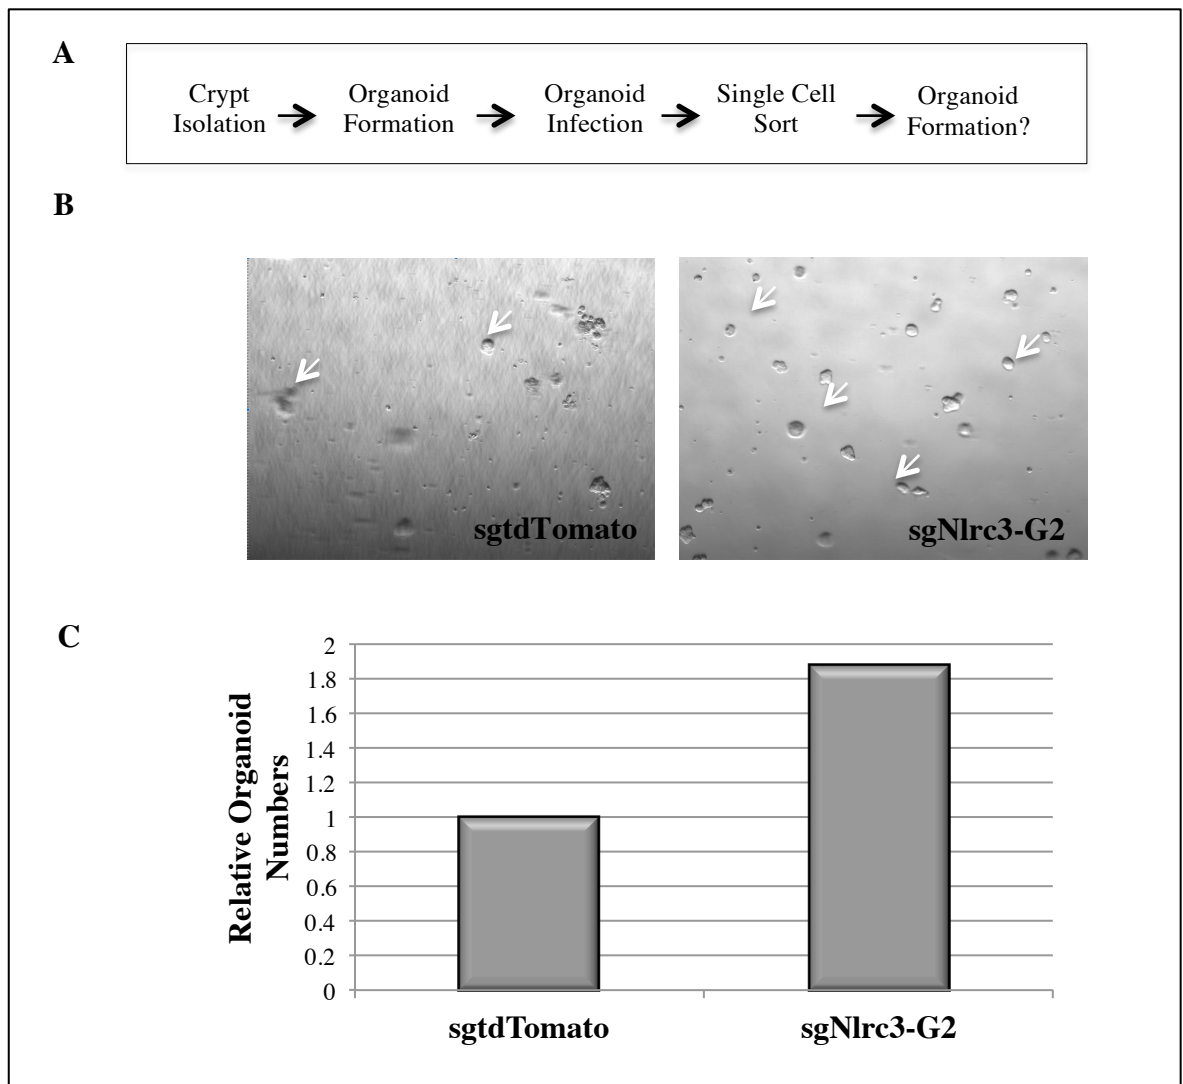 A
Crypt
Isolation
Organoid
Formation
Organoid
Infection
Single Cell
Sort
Organoid
Formation?
B
sgtdTomato
sgNlrc3-G2
C
Relative Organoid
Numbers
2
1.8
1.6
1.4
1.2
1
0.8
0.6
0.4
0.2
0
sgtdTomato
sgNlrc3-G2